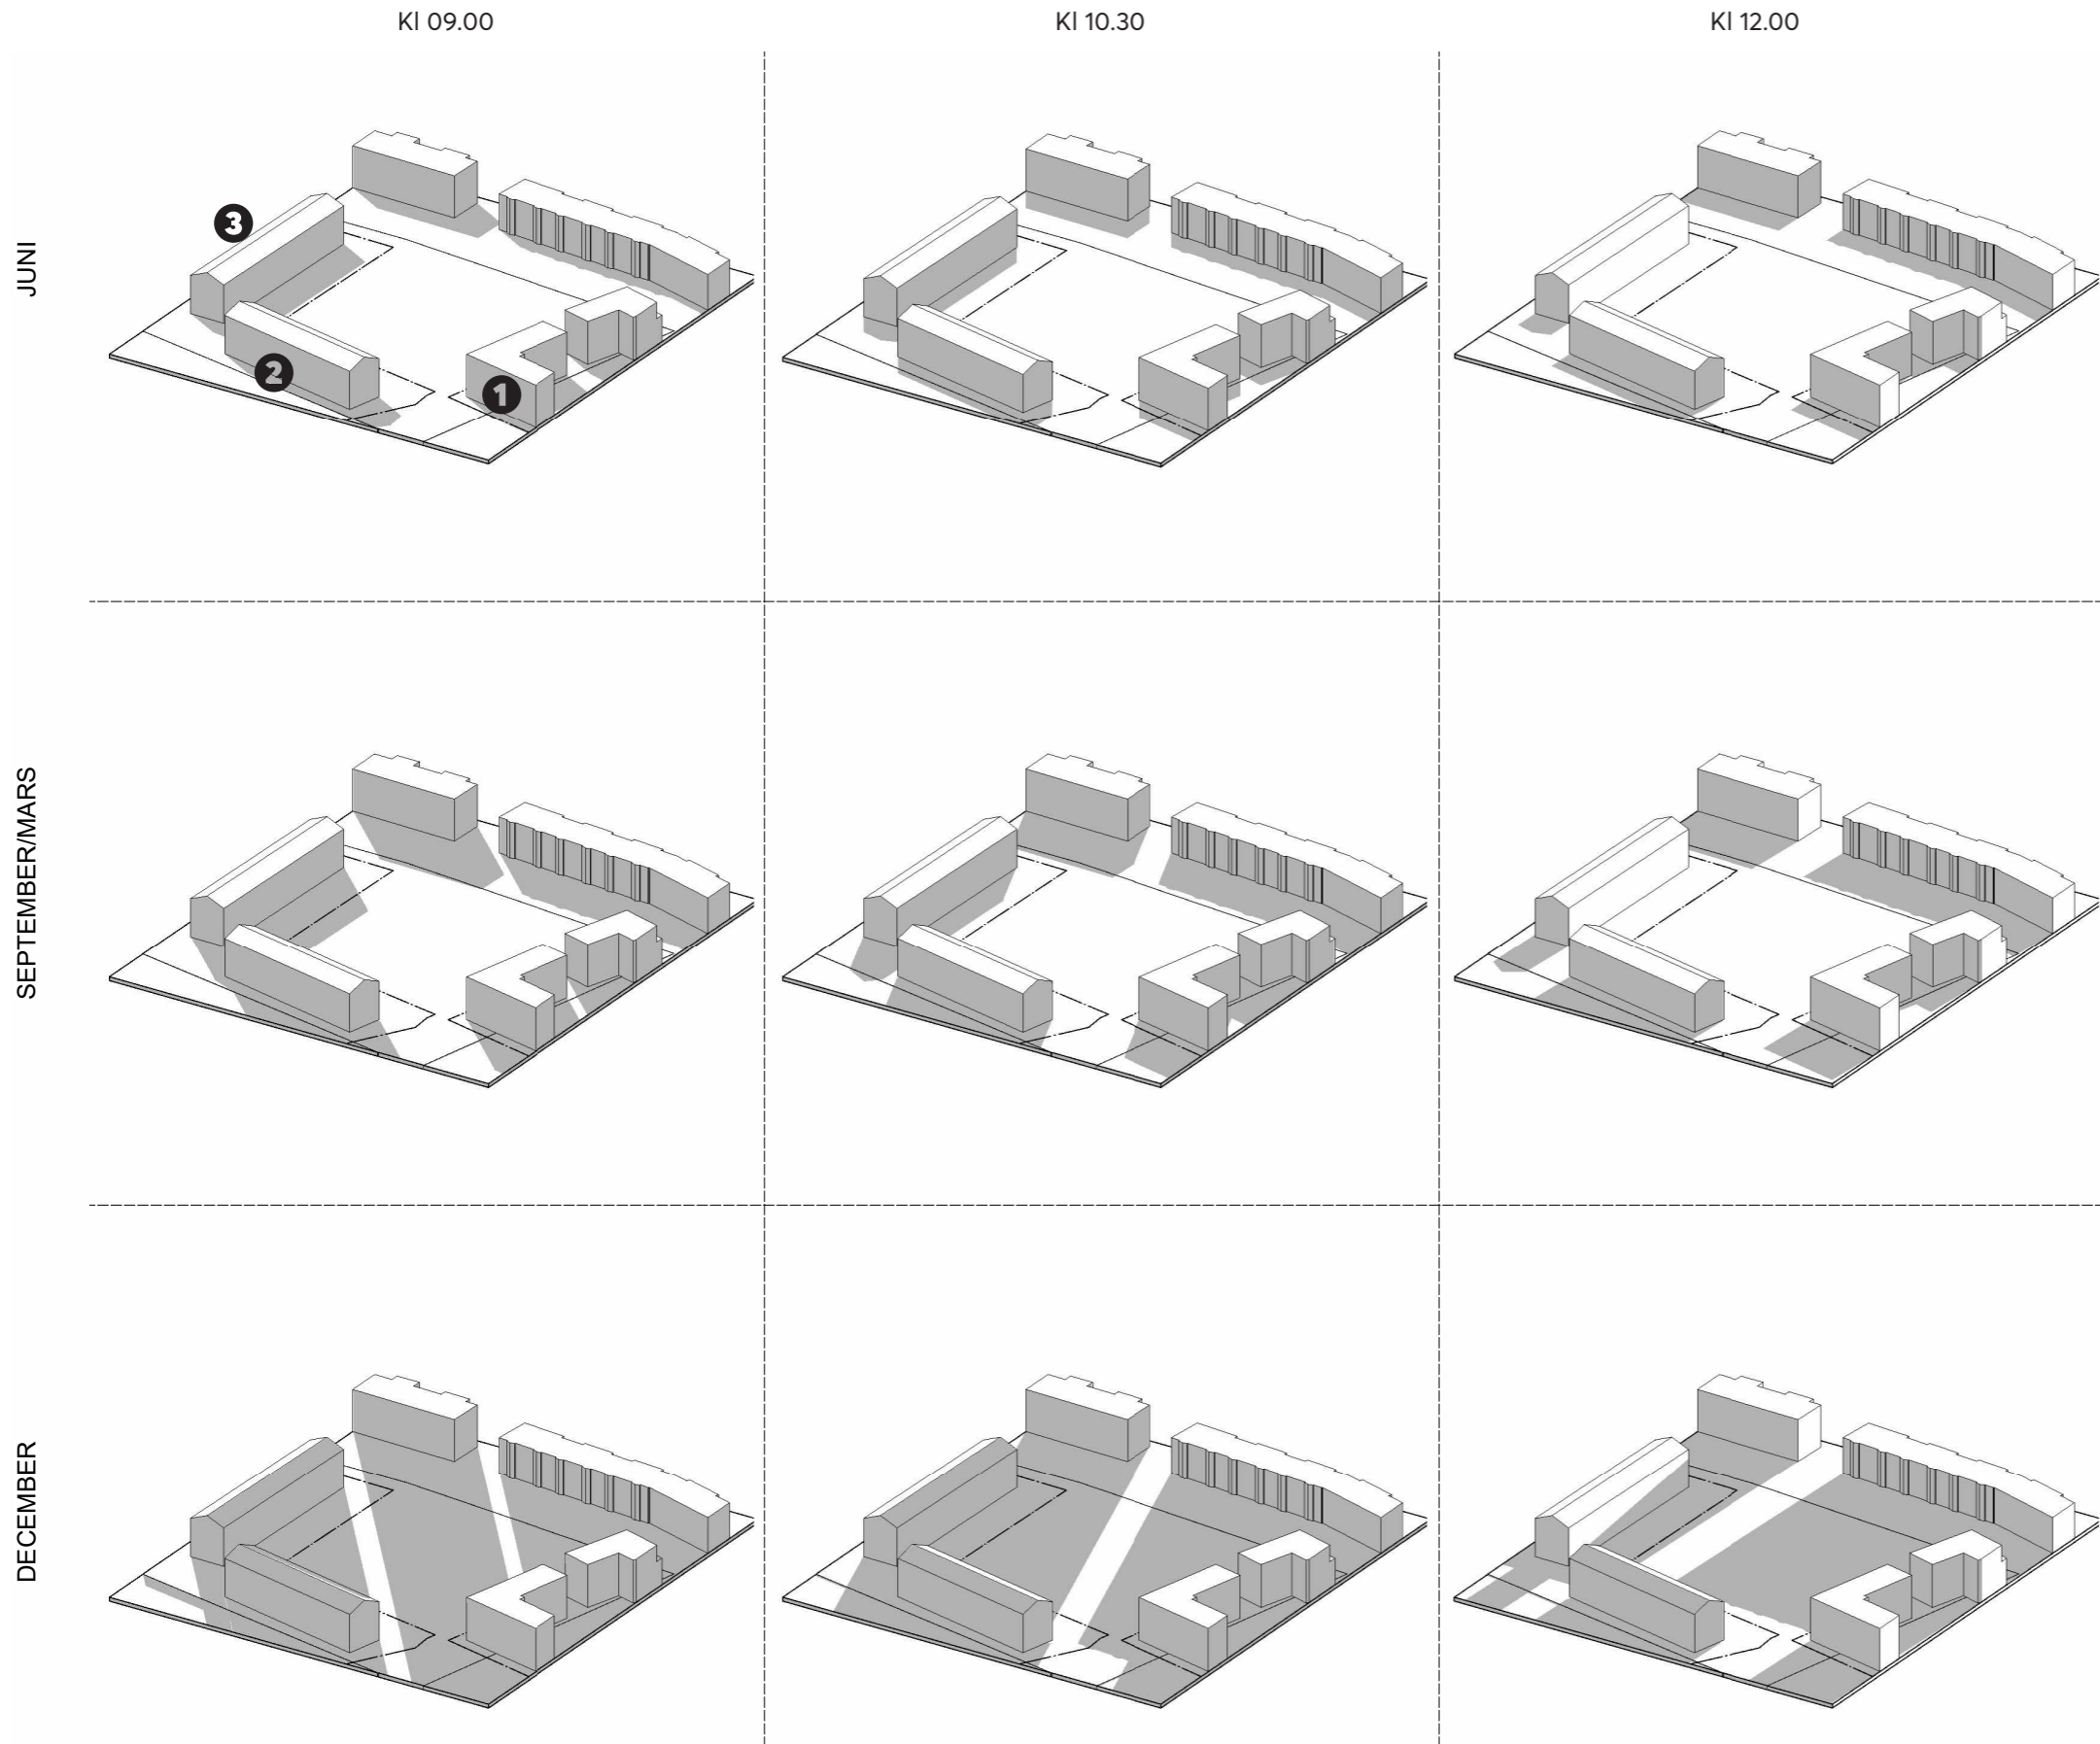 Kl 09.00
Kl 10.30
Kl 12.00
JUNI
3
2
1
SEPTEMBER/MARS
DECEMBER